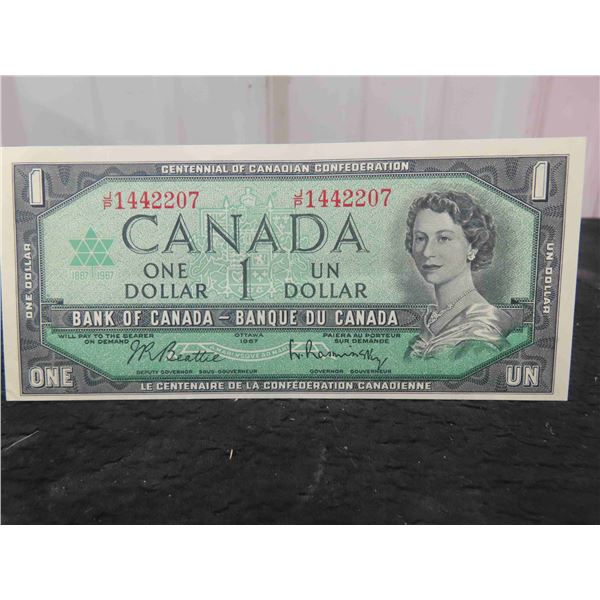 CENTENNIAL OF CANADIAN CONFEDERATION
1 J/P 1442207 J/P 1442207 1
CANADA
1867 1967
ONE DOLLAR 1 UN DOLLAR
ONE DOLLAR
UN DOLLAR
BANK OF CANADA – BANQUE DU CANADA
WILL PAY TO THE BEARER ON DEMAND
OTTAWA 1967
PAIERA AU PORTEUR SUR DEMANDE
J.R. Beattie L. Rasminsky
DEPUTY GOVERNOR SOUS-GOUVERNEUR GOVERNOR GOUVERNEUR
ONE UN
LE CENTENAIRE DE LA CONFÉDÉRATION CANADIENNE